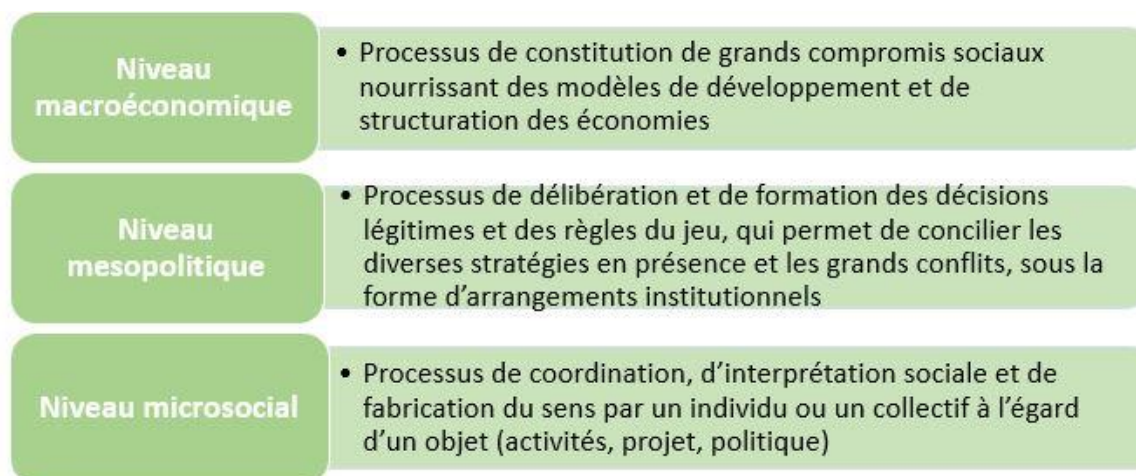 Niveau
macroéconomique
• Processus de constitution de grands compromis sociaux
nourrissant des modèles de développement et de
structuration des économies
Niveau
mesopolitique
• Processus de délibération et de formation des décisions
légitimes et des règles du jeu, qui permet de concilier les
diverses stratégies en présence et les grands conflits, sous la
forme d’arrangements institutionnels
Niveau microsocial
• Processus de coordination, d’interprétation sociale et de
fabrication du sens par un individu ou un collectif à l’égard
d’un objet (activités, projet, politique)